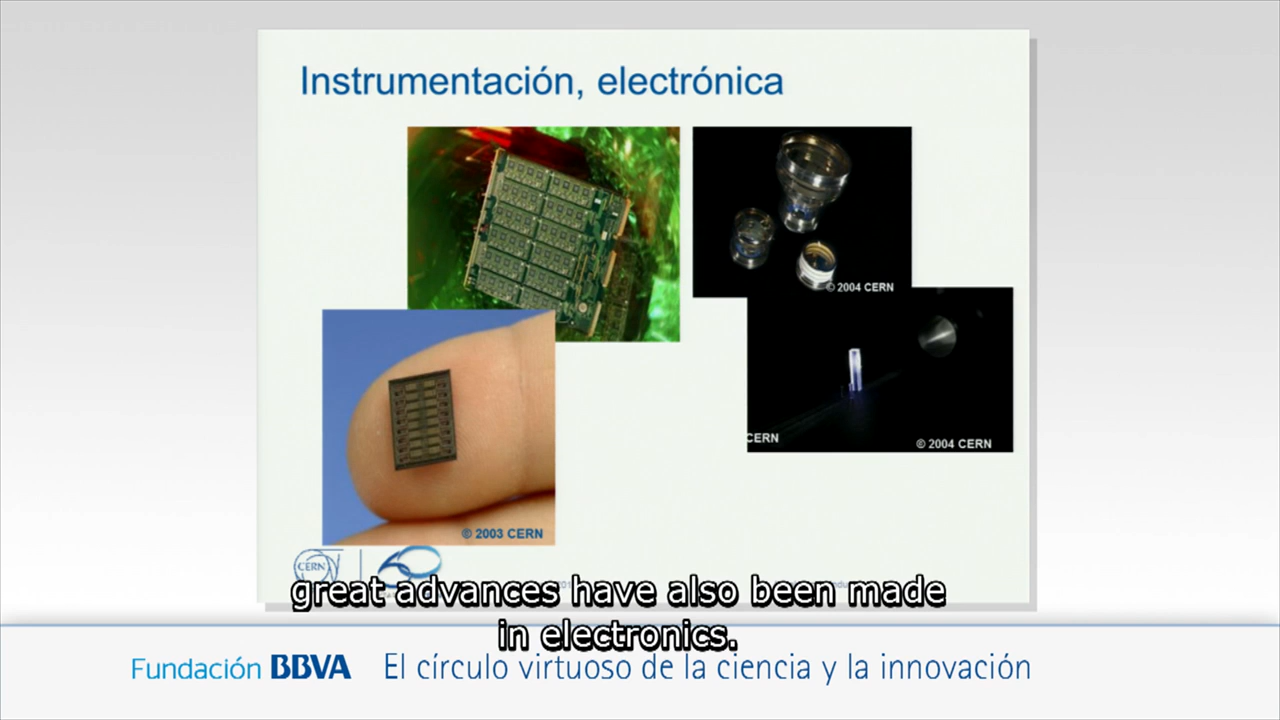 Instrumentación, electrónica
© 2004 CERN
CERN
© 2004 CERN
© 2003 CERN
CERN
60
great advances have also been made
in electronics.
Fundación BBVA
El círculo virtuoso de la ciencia y la innovación